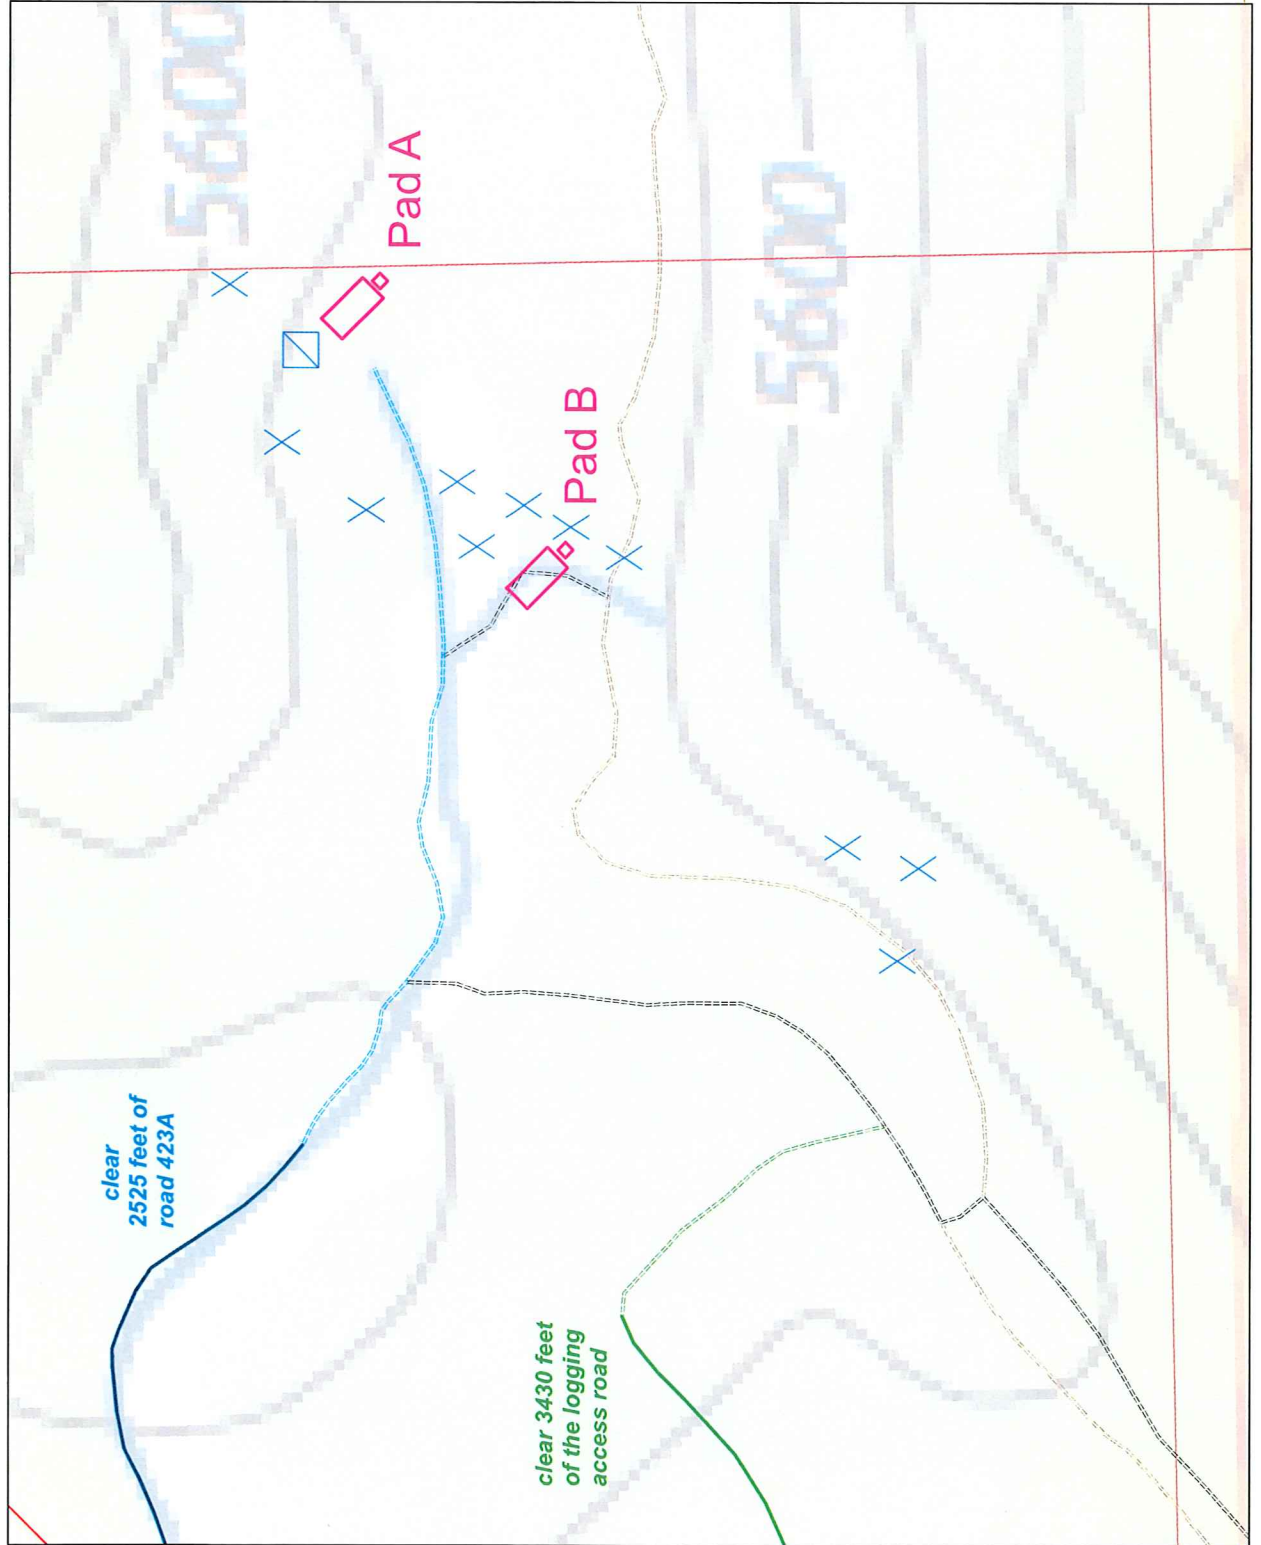 5600
Pad A
5600
Pad B
clear
2525 feet of
road 423A
clear 3430 feet
of the logging
access road